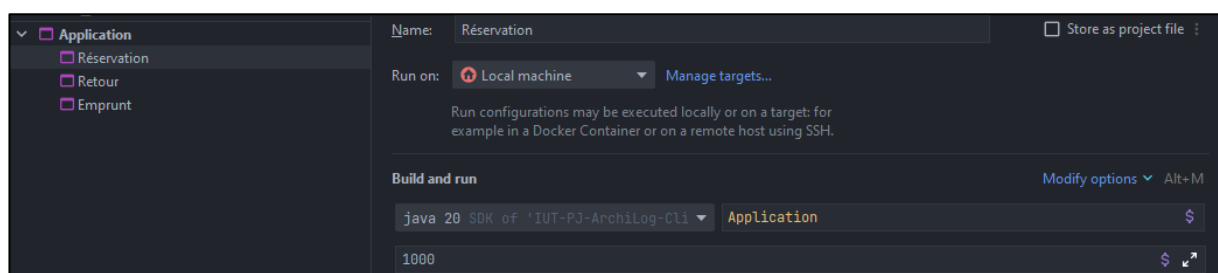 Application
Réservation
Retour
Emprunt
Name: Réservation Store as project file
Run on: Local machine Manage targets...
Run configurations may be executed locally or on a target: for
example in a Docker Container or on a remote host using SSH.
Build and run Modify options Alt+M
java 20 SDK of 'IUT-PJ-ArchiLog-Cli Application $
1000 $